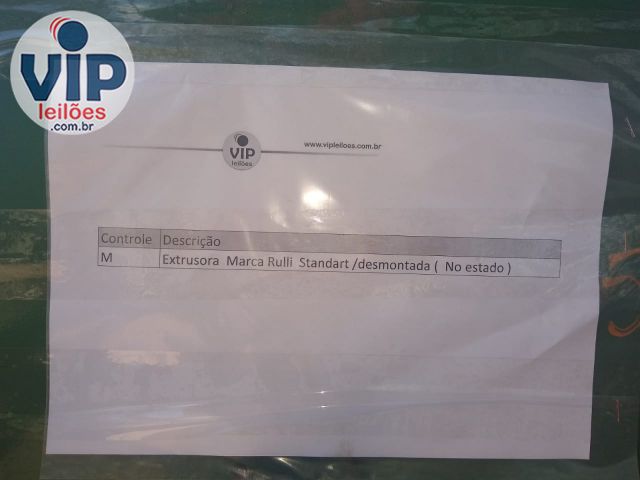 VIP
leilões
.com.br
VIP
leilões
www.vipleiloes.com.br
Controle Descrição
M Extrusora Marca Rulli Standart /desmontada ( No estado )